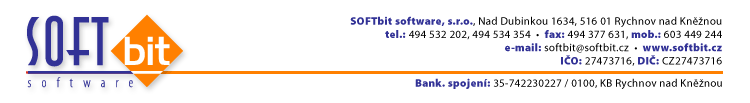 SOFT bit
software
SOFTbit software, s.r.o., Nad Dubinkou 1634, 516 01 Rychnov nad Kněžnou
tel.: 494 532 202, 494 534 354 • fax: 494 377 631, mob.: 603 449 244
e-mail: softbit@softbit.cz • www.softbit.cz
IČO: 27473716, DIČ: CZ27473716
Bank. spojení: 35-742230227 / 0100, KB Rychnov nad Kněžnou